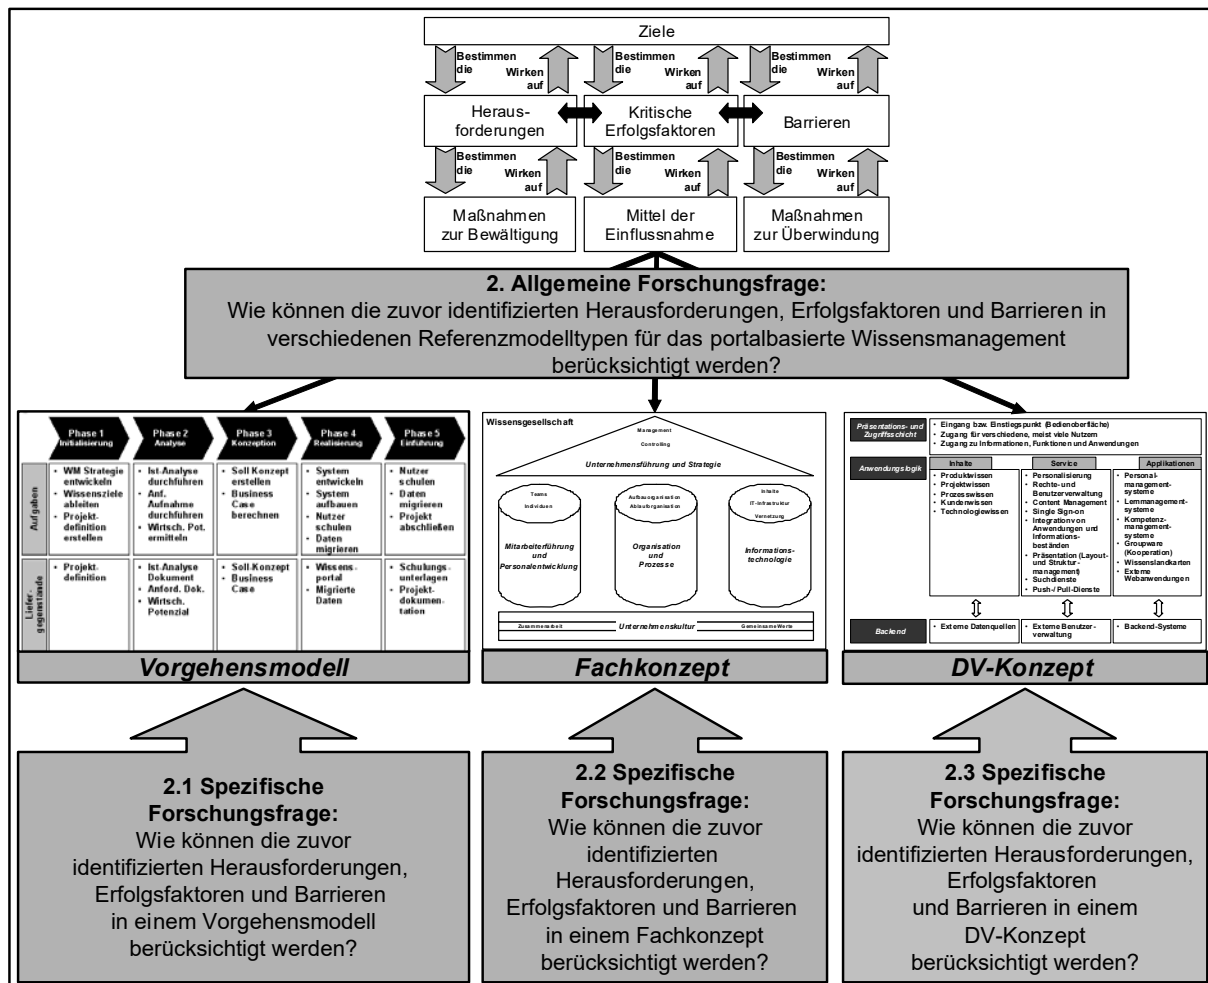 Ziele
Bestimmen
die
Wirken
auf
Bestimmen
die
Wirken
auf
Bestimmen
die
Wirken
auf
Heraus-
forderungen
Kritische
Erfolgsfaktoren
Barrieren
Bestimmen
die
Wirken
auf
Bestimmen
die
Wirken
auf
Bestimmen
die
Wirken
auf
Maßnahmen
zur Bewältigung
Mittel der
Einflussnahme
Maßnahmen
zur Überwindung
2. Allgemeine Forschungsfrage:
Wie können die zuvor identifizierten Herausforderungen, Erfolgsfaktoren und Barrieren in
verschiedenen Referenzmodelltypen für das portalbasierte Wissensmanagement
berücksichtigt werden?
Phase 1
Initialisierung
Phase 2
Analyse
Phase 3
Konzeption
Phase 4
Realisierung
Phase 5
Einführung
Aufgaben
• WM Strategie
entwickeln
• Wissensziele
ableiten
• Projekt-
definition
erstellen
• Ist-Analyse
durchführen
• Anf.
Aufnahme
durchführen
• Wirtsch. Pot.
ermitteln
• Soll Konzept
erstellen
• Business
Case
berechnen
• System
entwickeln
• System
aufbauen
• Nutzer
schulen
• Daten
migrieren
• Nutzer
schulen
• Daten
migrieren
• Projekt
abschließen
Liefer-
gegenstände
• Projekt-
definition
• Ist-Analyse
Dokument
• Anford. Dok.
• Wirtsch.
Potenzial
• Soll-Konzept
• Business
Case
• Wissens-
portal
• Migrierte
Daten
• Schulungs-
unterlagen
• Projekt-
dokumen-
tation
Vorgehensmodell
Wissensgesellschaft
Management
Controlling
Unternehmensführung und Strategie
Teams
Individuen
Mitarbeiterführung
und
Personalentwicklung
Aufbauorganisation
Ablauforganisation
Organisation
und
Prozesse
Inhalte
IT-Infrastruktur
Vernetzung
Informations-
technologie
Zusammenarbeit
Unternehmenskultur
Gemeinsame Werte
Fachkonzept
Präsentations- und
Zugriffsschicht
• Eingang bzw. Einstiegspunkt (Bedienoberfläche)
• Zugang für verschiedene, meist viele Nutzern
• Zugang zu Informationen, Funktionen und Anwendungen
Anwendungslogik
Inhalte
• Produktwissen
• Projektwissen
• Prozesswissen
• Kundenwissen
• Technologiewissen
Service
• Personalisierung
• Rechte- und
Benutzerverwaltung
• Content Management
• Single Sign-on
• Integration von
Anwendungen und
Informations-
beständen
• Präsentation (Layout-
und Struktur-
management)
• Suchdienste
• Push-/ Pull-Dienste
Applikationen
• Personal-
management-
systeme
• Lernmanagement-
systeme
• Kompetenz-
management-
systeme
• Groupware
(Kooperation)
• Wissenslandkarten
• Externe
Webanwendungen
Backend
• Externe Datenquellen
• Externe Benutzer-
verwaltung
• Backend-Systeme
DV-Konzept
2.1 Spezifische
Forschungsfrage:
Wie können die zuvor
identifizierten Herausforderungen,
Erfolgsfaktoren und Barrieren
in einem Vorgehensmodell
berücksichtigt werden?
2.2 Spezifische
Forschungsfrage:
Wie können die zuvor
identifizierten
Herausforderungen,
Erfolgsfaktoren und Barrieren
in einem Fachkonzept
berücksichtigt werden?
2.3 Spezifische
Forschungsfrage:
Wie können die zuvor
identifizierten Herausforderungen,
Erfolgsfaktoren
und Barrieren in einem
DV-Konzept
berücksichtigt werden?